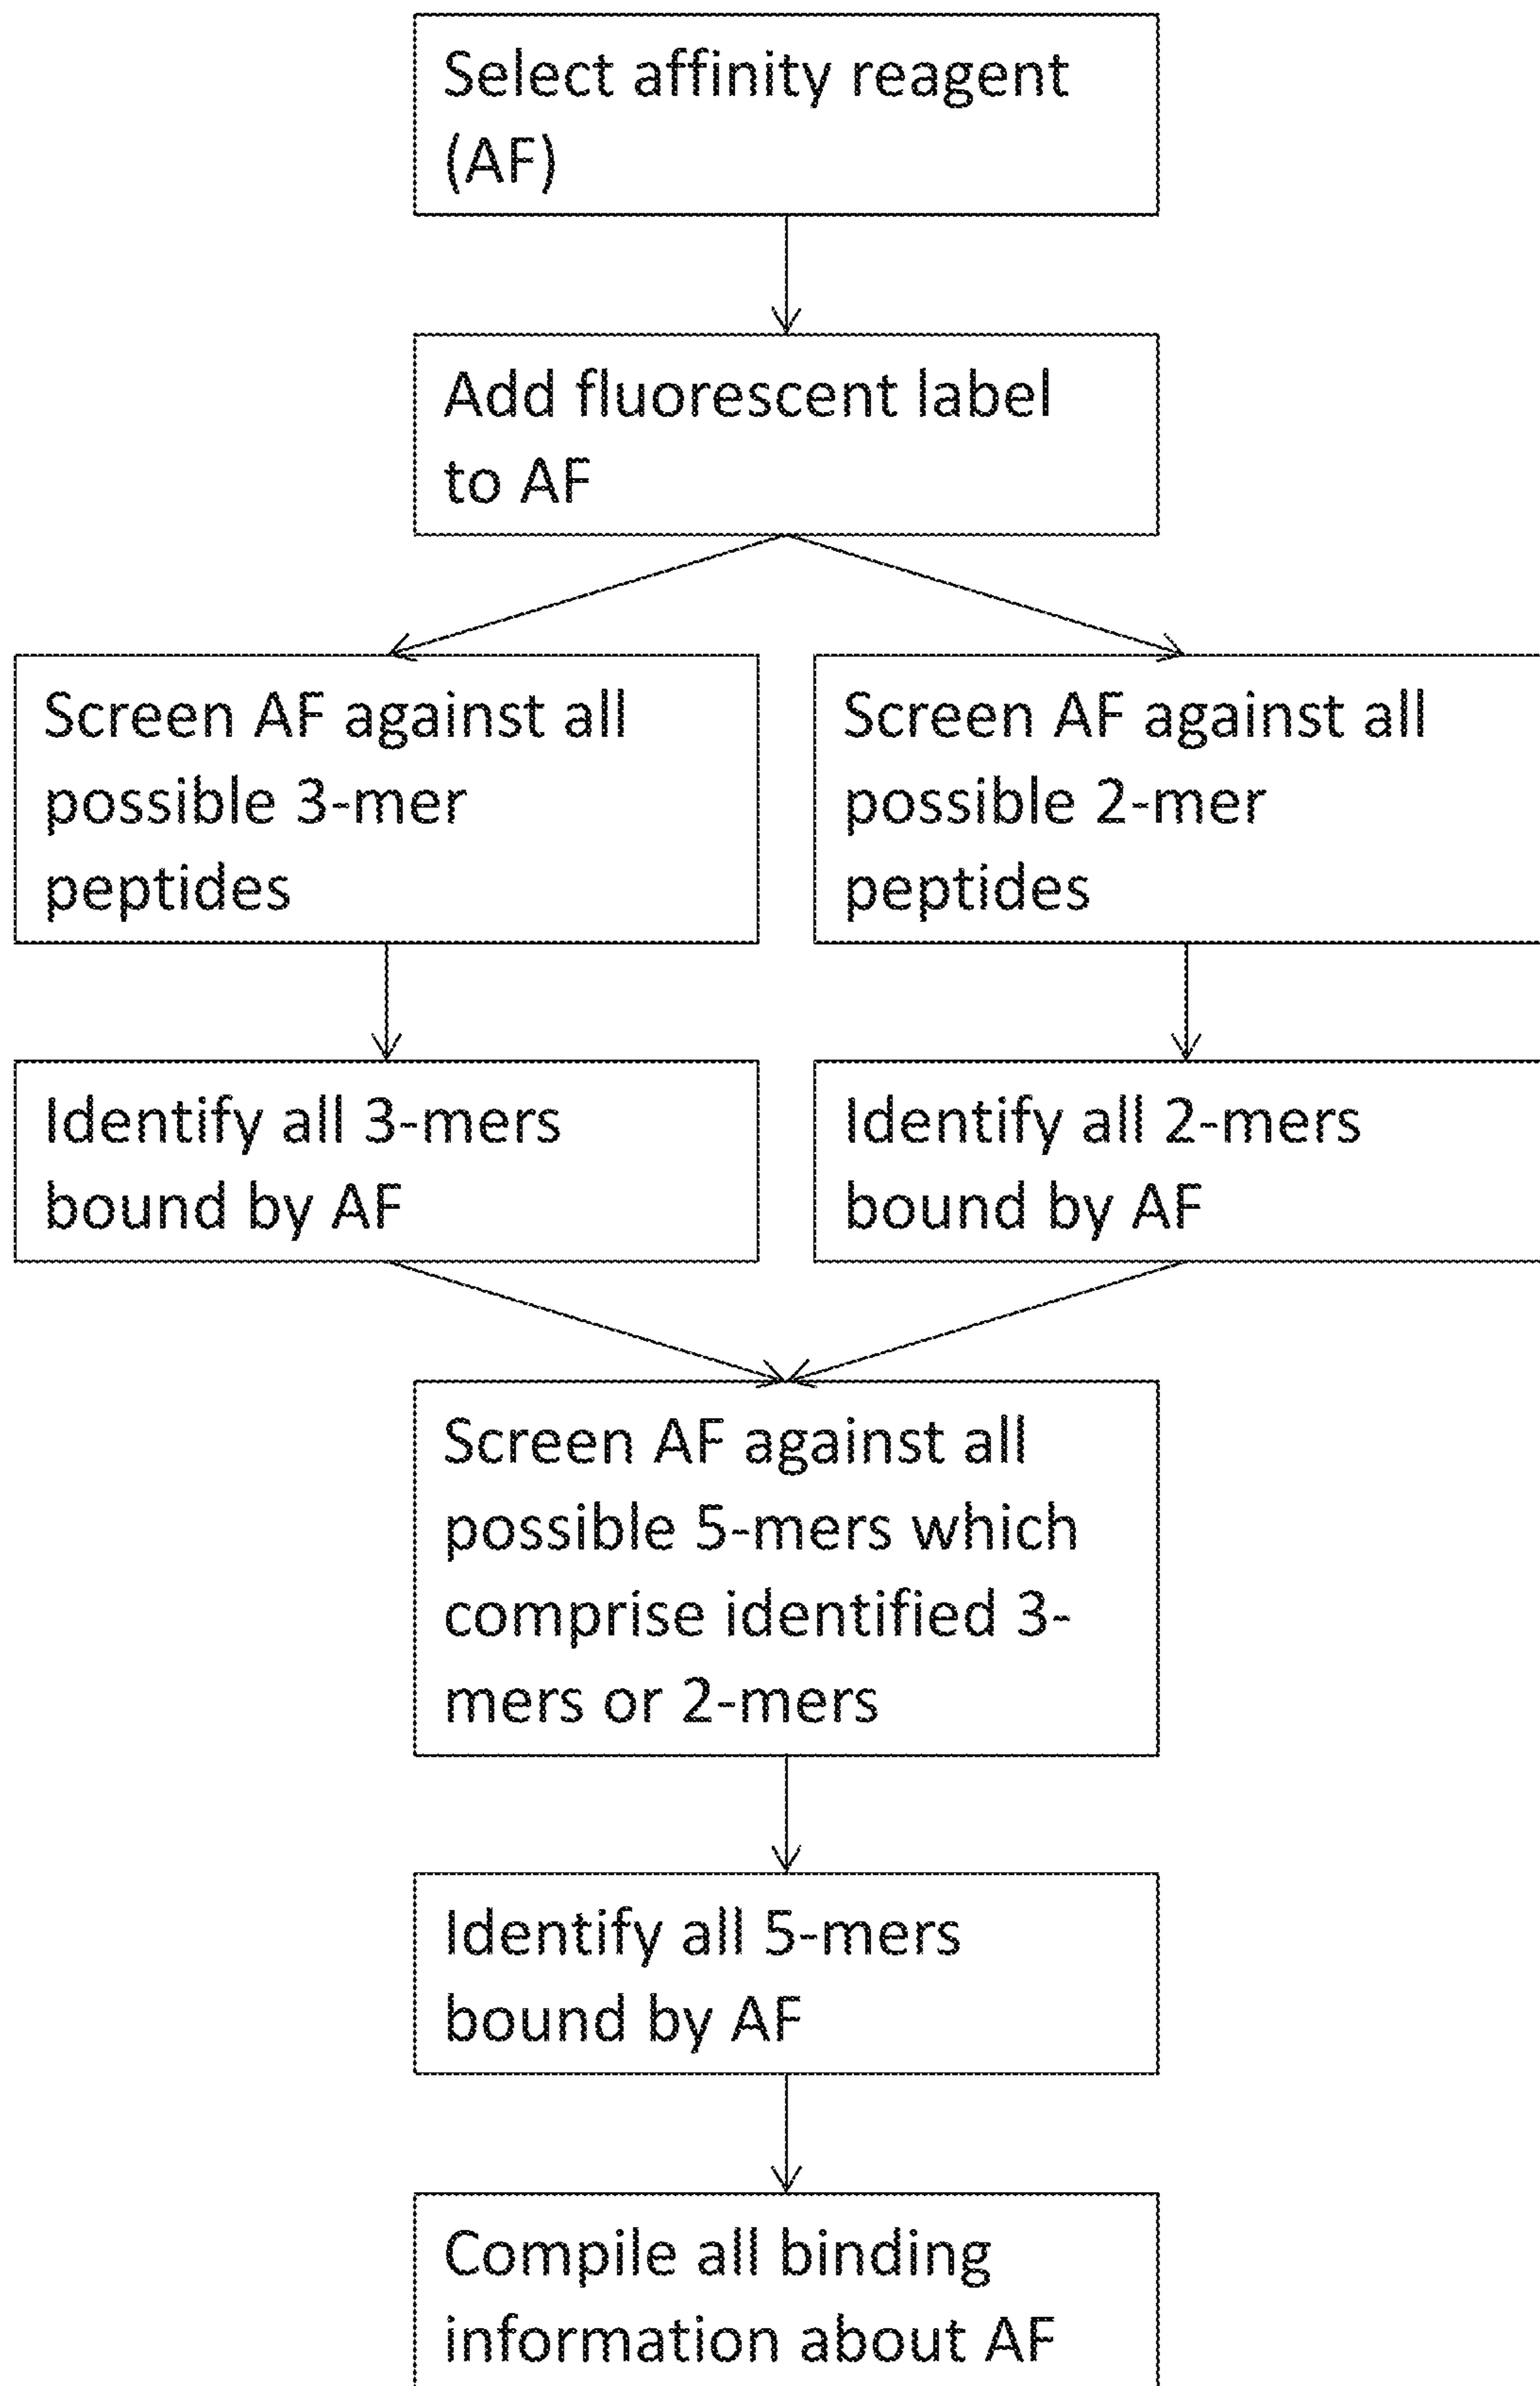 Select affinity reagent
(AF)
Add fluorescent label
to AF
Screen AF against all
possible 3-mer
peptides
Screen AF against all
possible 2-mer
peptides
Identify all 3-mers
bound by AF
Identify all 2-mers
bound by AF
Screen AF against all
possible 5-mers which
comprise identified 3-
mers or 2-mers
Identify all 5-mers
bound by AF
Compile all binding
information about AF